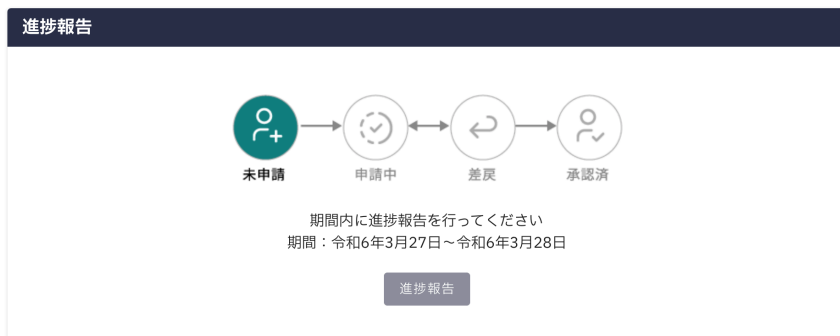 進捗報告
未申請
申請中
差戻
承認済
期間内に進捗報告を行ってください
期間：令和6年3月27日～令和6年3月28日
進捗報告